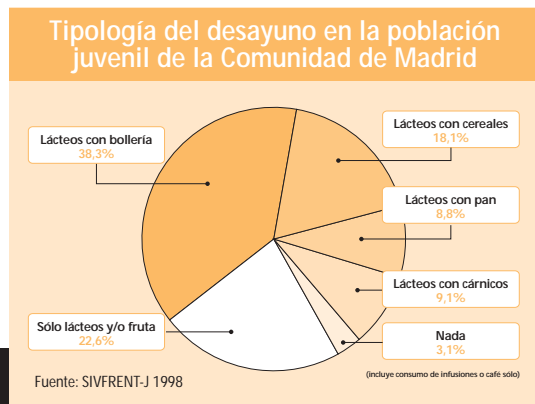 Tipología del desayuno en la población
juvenil de la Comunidad de Madrid
Lácteos con bollería
38,3%
Lácteos con cereales
18,1%
Lácteos con pan
8,8%
Lácteos con cárnicos
9,1%
Sólo lácteos y/o fruta
22,6%
Nada
3,1%
(incluye consumo de infusiones o café sólo)
Fuente: SIVFRENT-J 1998